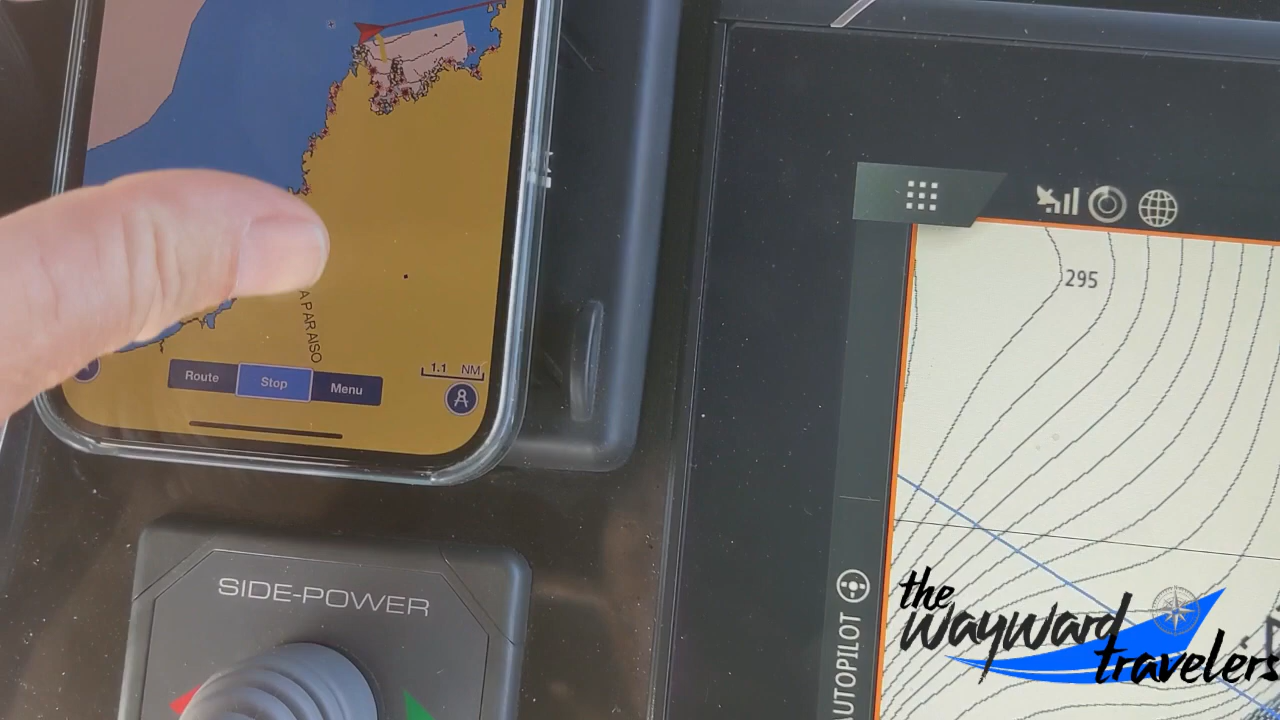 A PARAISO
Route
Stop
Menu
1.1 NM
SIDE-POWER
295
AUTOPILOT
the
wayward
travelers